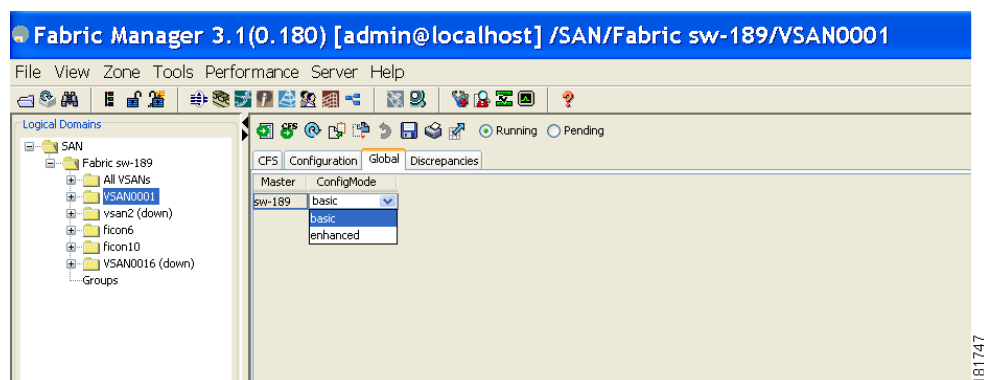 Fabric Manager 3.1(0.180) [admin@localhost] /SAN/Fabric sw-189/VSAN0001
File View Zone Tools Performance Server Help
Logical Domains
SAN
Fabric sw-189
All VSANs
VSAN0001
vsan2 (down)
ficon6
ficon10
VSAN0016 (down)
Groups
CFS
Running Pending
CFS Configuration Global Discrepancies
Master ConfigMode
sw-189 basic
basic
enhanced
181747